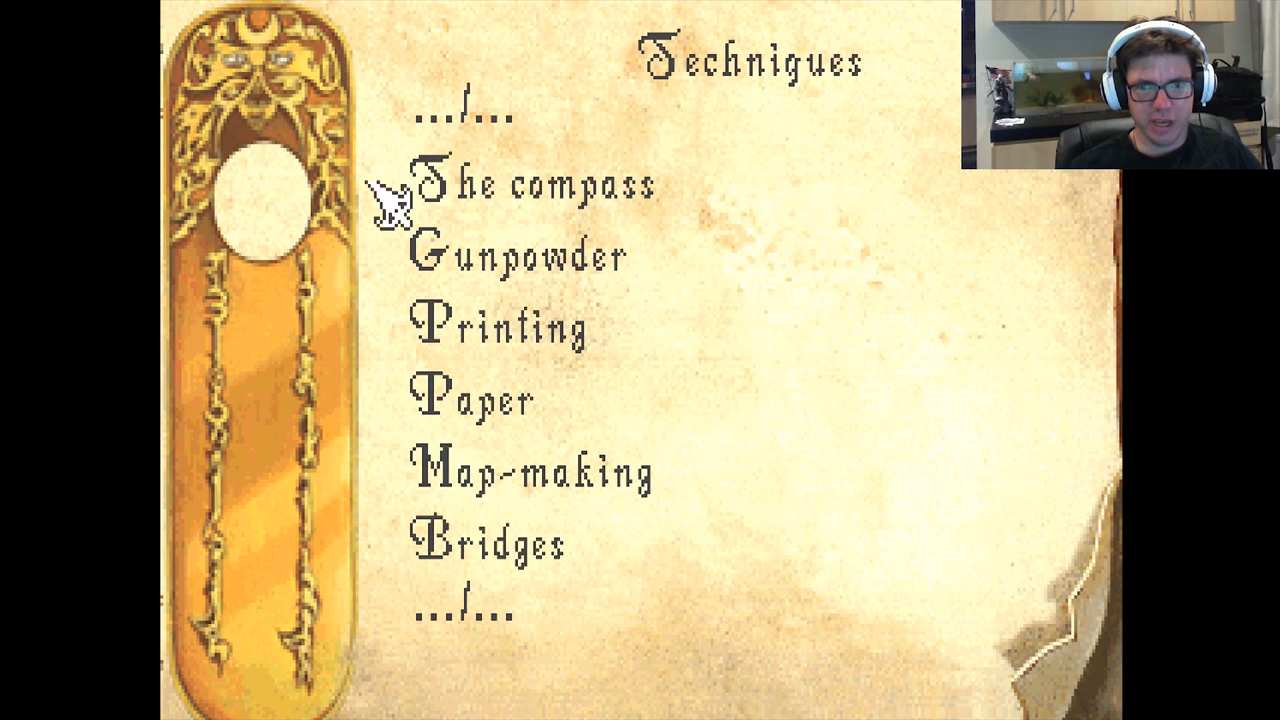 Techniques
.../...
The compass
Gunpowder
Printing
Paper
Map-making
Bridges
.../...